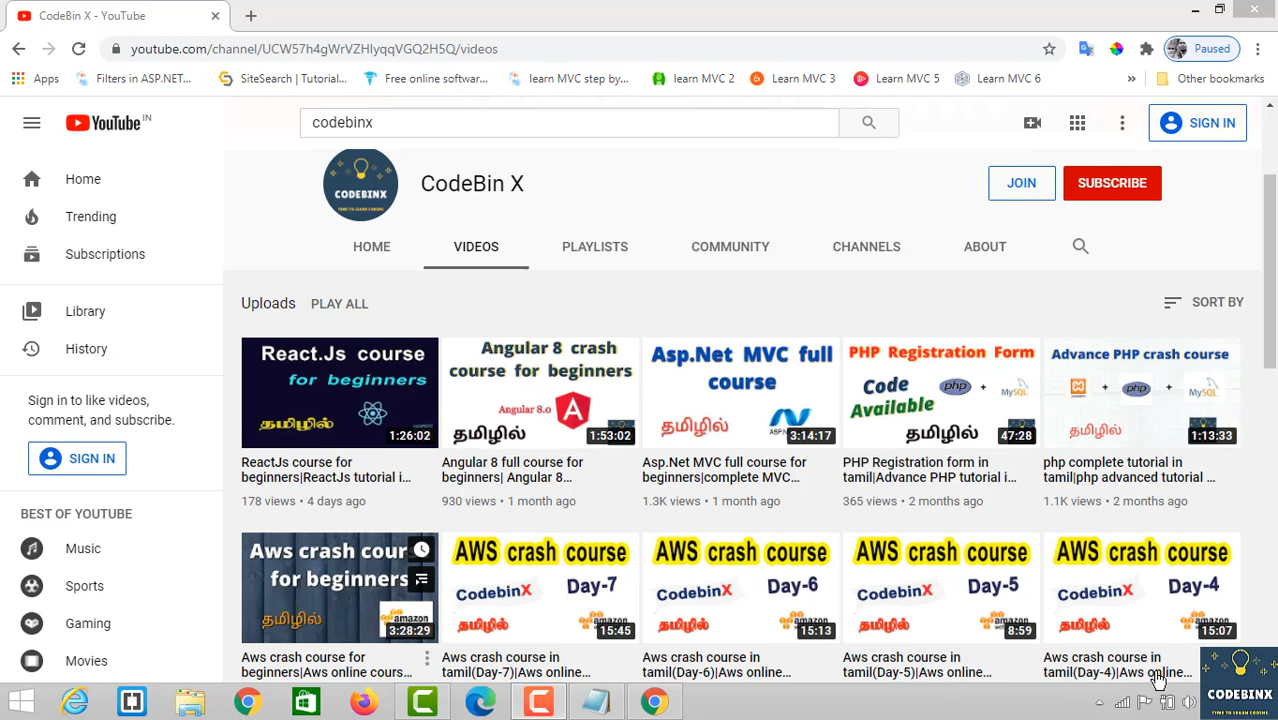 CodeBin X - YouTube
youtube.com/channel/UCW57h4gWrVZHlyqqVGQ2H5Q/videos
Paused
Apps
Filters in ASP.NET...
SiteSearch | Tutorial...
Free online softwar...
learn MVC step by...
learn MVC 2
Learn MVC 3
Learn MVC 5
Learn MVC 6
»
Other bookmarks
YouTube IN
codebinx
SIGN IN
Home
Trending
Subscriptions
Library
History
Sign in to like videos,
comment, and subscribe.
SIGN IN
BEST OF YOUTUBE
Music
Sports
Gaming
Movies
CODEBINX
TIME TO LEARN CODING
CodeBin X
JOIN
SUBSCRIBE
HOME
VIDEOS
PLAYLISTS
COMMUNITY
CHANNELS
ABOUT
Uploads
PLAY ALL
SORT BY
React.Js course
for beginners
தமிழில்
1:26:02
ReactJs course for
beginners|ReactJs tutorial i...
178 views • 4 days ago
Angular 8 crash
course for beginners
Angular 8.0
தமிழில்
1:53:02
Angular 8 full course for
beginners| Angular 8...
930 views • 1 month ago
Asp.Net MVC full
course
தமிழில்
3:14:17
Asp.Net MVC full course for
beginners|complete MVC...
1.3K views • 1 month ago
PHP Registration Form
Code
Available
php + MySQL
தமிழில்
47:28
PHP Registration form in
tamil|Advance PHP tutorial i...
365 views • 2 months ago
Advance PHP crash course
+ php + MySQL
தமிழில்
1:13:33
php complete tutorial in
tamil|php advanced tutorial ...
1.1K views • 2 months ago
Aws crash cour
for beginners
தமிழில்
amazon
3:28:29
Aws crash course for
beginners|Aws online cours...
AWS crash course
CodebinX
Day-7
தமிழில்
15:45
Aws crash course in
tamil(Day-7)|Aws online...
AWS crash course
CodebinX
Day-6
தமிழில்
15:13
Aws crash course in
tamil(Day-6)|Aws online...
AWS crash course
CodebinX
Day-5
தமிழில்
8:59
Aws crash course in
tamil(Day-5)|Aws online...
AWS crash course
CodebinX
Day-4
தமிழில்
15:07
Aws crash course in
tamil(Day-4)|Aws online...
CODEBINX
TIME TO LEARN CODING